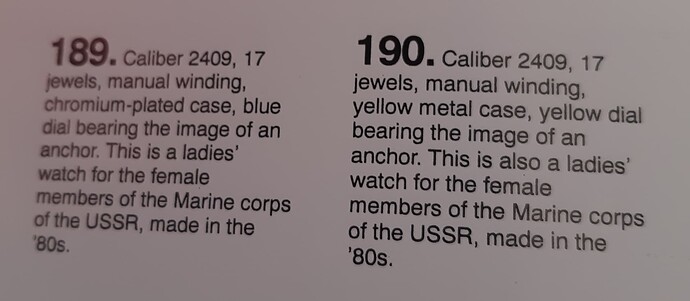 189. Caliber 2409, 17
jewels, manual winding,
chromium-plated case, blue
dial bearing the image of an
anchor. This is a ladies'
watch for the female
members of the Marine corps
of the USSR, made in the
'80s.
190. Caliber 2409, 17
jewels, manual winding,
yellow metal case, yellow dial
bearing the image of an
anchor. This is also a ladies'
watch for the female
members of the Marine corps
of the USSR, made in the
'80s.